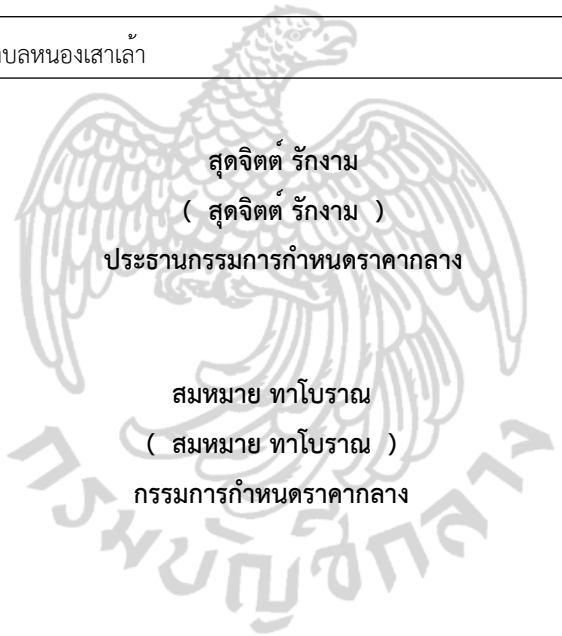 บลหนองเสาเล้า
สุดจิตต์ รักงาม
( สุดจิตต์ รักงาม )
ประธานกรรมการกำหนดราคากลาง
สมหมาย ทาโบราณ
( สมหมาย ทาโบราณ )
กรรมการกำหนดราคากลาง
กรมบัญชีกลาง